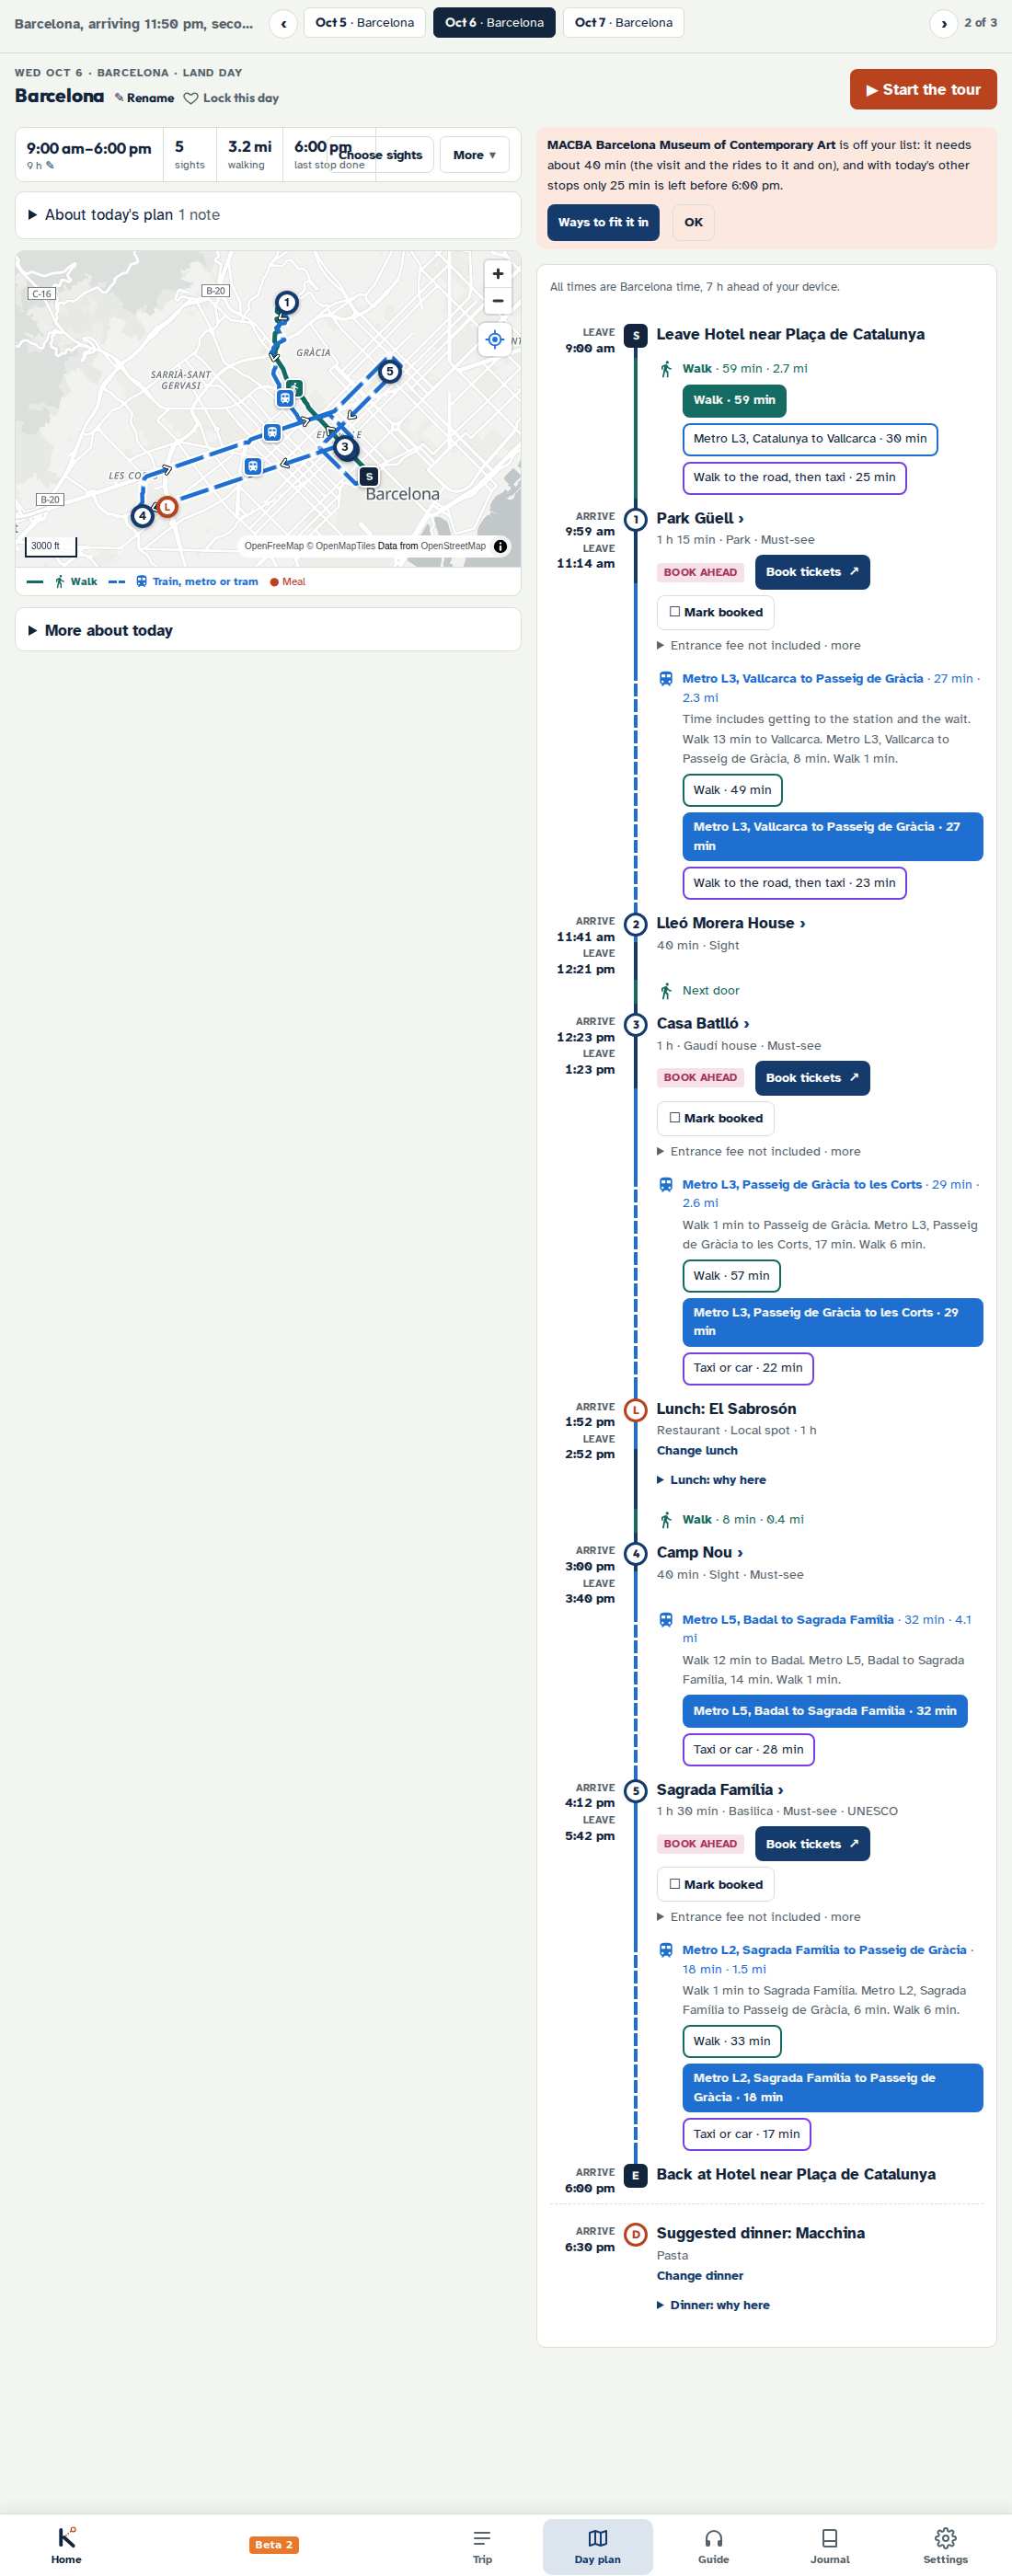 Barcelona, arriving 11:50 pm, seco...
‹
Oct 5 · Barcelona
Oct 6 · Barcelona
Oct 7 · Barcelona
›
2 of 3
WED OCT 6 · BARCELONA · LAND DAY
Barcelona
✎ Rename
Lock this day
▶ Start the tour
9:00 am–6:00 pm
9 h ✎
5
sights
3.2 mi
walking
6:00 pm
last stop done
Choose sights
More ▾
▶ About today's plan 1 note
C-16
B-20
GRÀCIA
SARRIÀ-SANT
GERVASI
LES CO
B-20
Barcelona
1
5
3
S
4
L
+
−
3000 ft
OpenFreeMap © OpenMapTiles Data from OpenStreetMap
Walk
Train, metro or tram
Meal
▶ More about today
MACBA Barcelona Museum of Contemporary Art is off your list: it needs
about 40 min (the visit and the rides to it and on), and with today's other
stops only 25 min is left before 6:00 pm.
Ways to fit it in
OK
All times are Barcelona time, 7 h ahead of your device.
LEAVE
9:00 am
S
Leave Hotel near Plaça de Catalunya
Walk · 59 min · 2.7 mi
Walk · 59 min
Metro L3, Catalunya to Vallcarca · 30 min
Walk to the road, then taxi · 25 min
ARRIVE
9:59 am
LEAVE
11:14 am
1
Park Güell ›
1 h 15 min · Park · Must-see
BOOK AHEAD
Book tickets ↗
☐ Mark booked
▶ Entrance fee not included · more
Metro L3, Vallcarca to Passeig de Gràcia · 27 min ·
2.3 mi
Time includes getting to the station and the wait.
Walk 13 min to Vallcarca. Metro L3, Vallcarca to
Passeig de Gràcia, 8 min. Walk 1 min.
Walk · 49 min
Metro L3, Vallcarca to Passeig de Gràcia · 27
min
Walk to the road, then taxi · 23 min
ARRIVE
11:41 am
LEAVE
12:21 pm
2
Lleó Morera House ›
40 min · Sight
Next door
ARRIVE
12:23 pm
LEAVE
1:23 pm
3
Casa Batlló ›
1 h · Gaudí house · Must-see
BOOK AHEAD
Book tickets ↗
☐ Mark booked
▶ Entrance fee not included · more
Metro L3, Passeig de Gràcia to les Corts · 29 min ·
2.6 mi
Walk 1 min to Passeig de Gràcia. Metro L3, Passeig
de Gràcia to les Corts, 17 min. Walk 6 min.
Walk · 57 min
Metro L3, Passeig de Gràcia to les Corts · 29
min
Taxi or car · 22 min
ARRIVE
1:52 pm
LEAVE
2:52 pm
L
Lunch: El Sabrosón
Restaurant · Local spot · 1 h
Change lunch
▶ Lunch: why here
Walk · 8 min · 0.4 mi
ARRIVE
3:00 pm
LEAVE
3:40 pm
4
Camp Nou ›
40 min · Sight · Must-see
Metro L5, Badal to Sagrada Família · 32 min · 4.1
mi
Walk 12 min to Badal. Metro L5, Badal to Sagrada
Família, 14 min. Walk 1 min.
Metro L5, Badal to Sagrada Família · 32 min
Taxi or car · 28 min
ARRIVE
4:12 pm
LEAVE
5:42 pm
5
Sagrada Família ›
1 h 30 min · Basilica · Must-see · UNESCO
BOOK AHEAD
Book tickets ↗
☐ Mark booked
▶ Entrance fee not included · more
Metro L2, Sagrada Família to Passeig de Gràcia ·
18 min · 1.5 mi
Walk 1 min to Sagrada Família. Metro L2, Sagrada
Família to Passeig de Gràcia, 6 min. Walk 6 min.
Walk · 33 min
Metro L2, Sagrada Família to Passeig de
Gràcia · 18 min
Taxi or car · 17 min
ARRIVE
6:00 pm
E
Back at Hotel near Plaça de Catalunya
ARRIVE
6:30 pm
D
Suggested dinner: Macchina
Pasta
Change dinner
▶ Dinner: why here
Home
Beta 2
Trip
Day plan
Guide
Journal
Settings